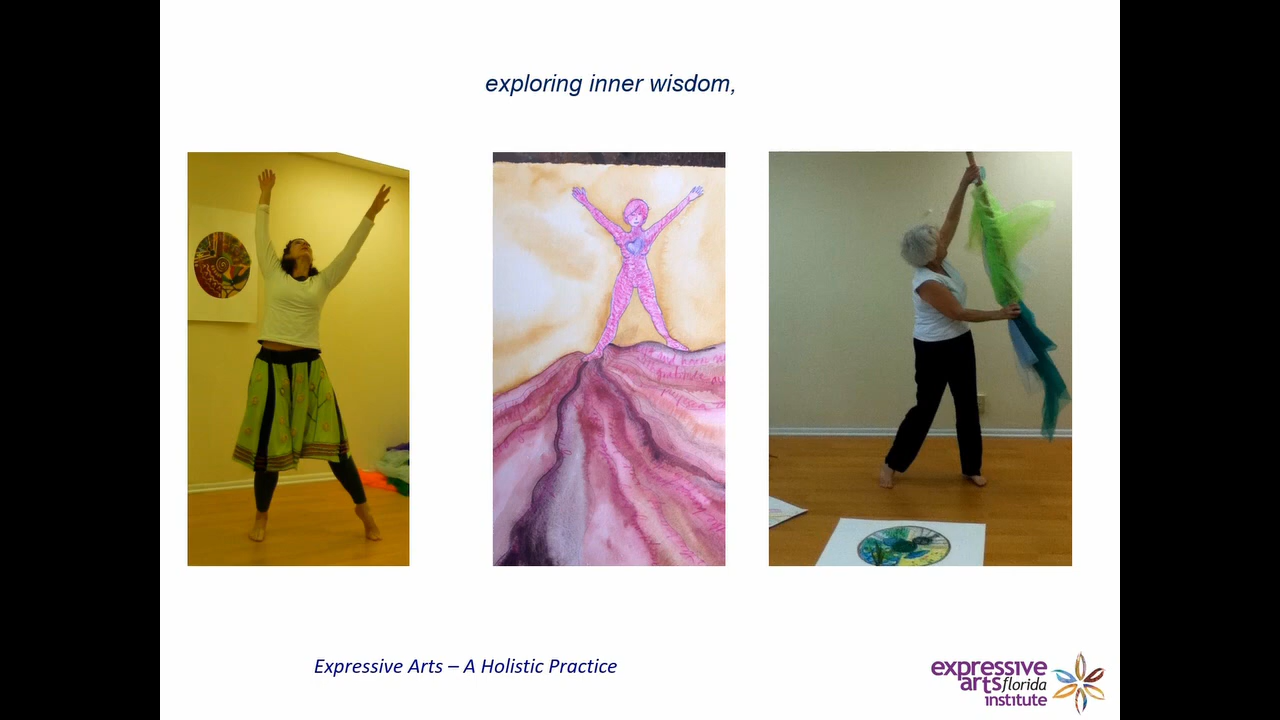 exploring inner wisdom,
Expressive Arts – A Holistic Practice
expressive
arts florida
institute